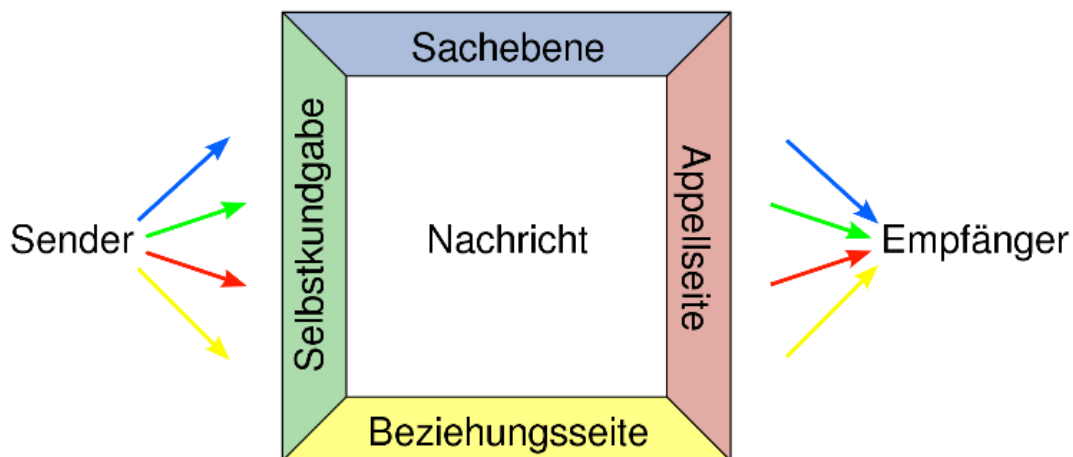 Sachebene
Selbstkundgabe
Sender
Nachricht
Appellseite
Empfänger
Beziehungsseite